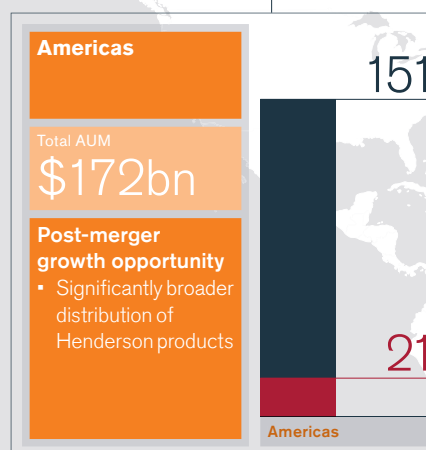 Americas
Total AUM
$172bn
Post-merger
growth opportunity
▪ Significantly broader
distribution of
Henderson products
151
21
Americas